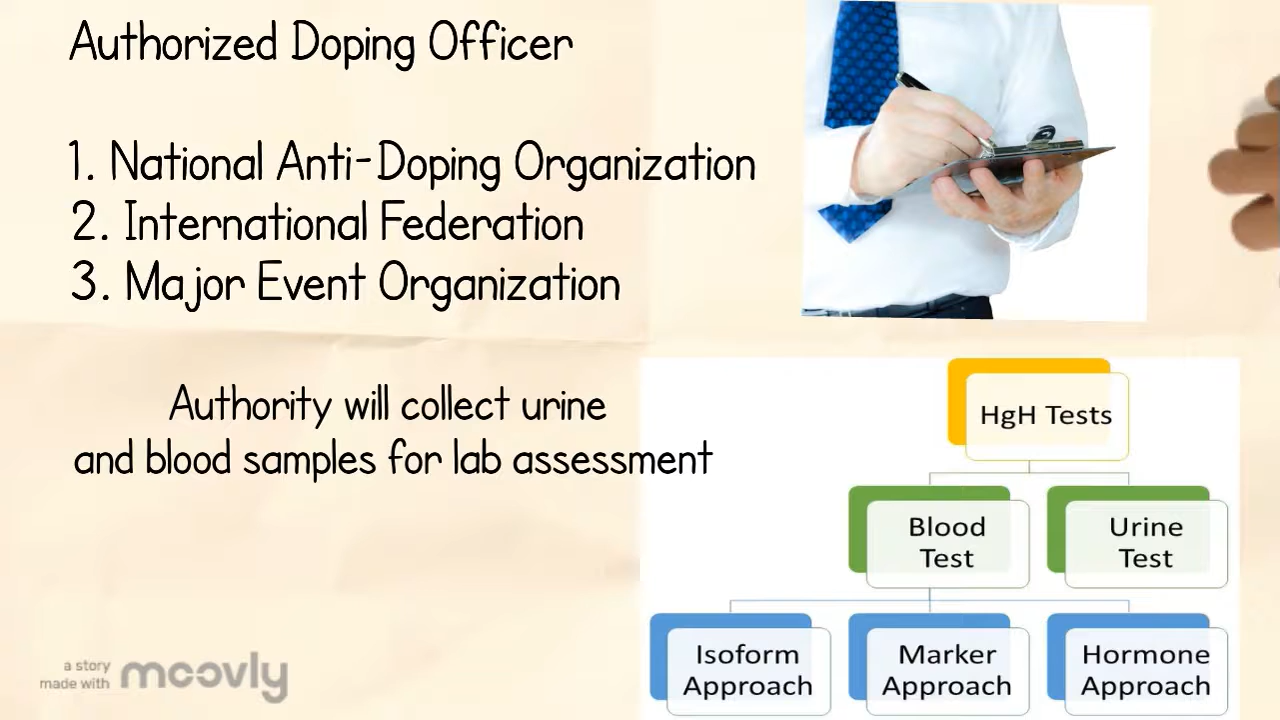 Authorized Doping Officer
1. National Anti-Doping Organization
2. International Federation
3. Major Event Organization
Authority will collect urine
and blood samples for lab assessment
HgH Tests
Blood
Test
Urine
Test
Isoform
Approach
Marker
Approach
Hormone
Approach
a story
made with
moovly